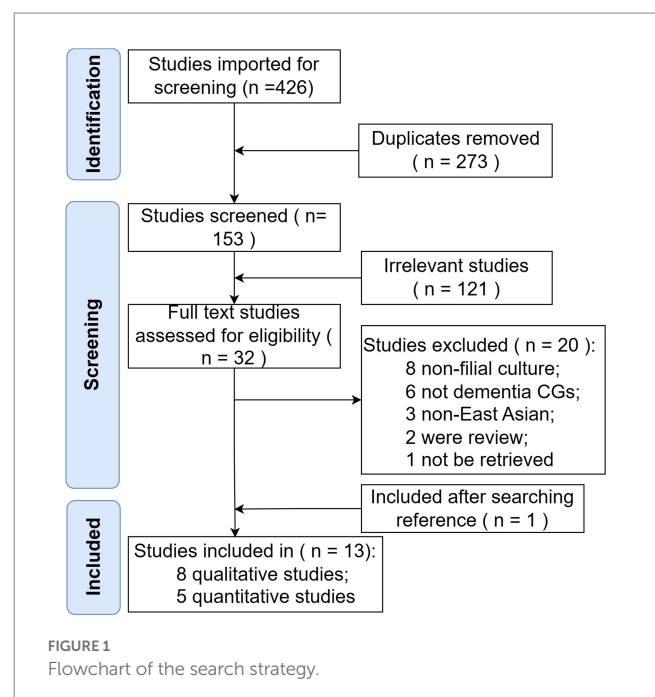 Identification
Studies imported for
screening (n =426)
Duplicates removed
( n = 273 )
Screening
Studies screened ( n=
153 )
Irrelevant studies
( n = 121 )
Full text studies
assessed for eligibility (
n = 32 )
Studies excluded ( n = 20 ):
8 non-filial culture;
6 not dementia CGs;
3 non-East Asian;
2 were review;
1 not be retrieved
Included after searching
reference ( n = 1 )
Included
Studies included in ( n = 13):
8 qualitative studies;
5 quantitative studies
FIGURE 1
Flowchart of the search strategy.